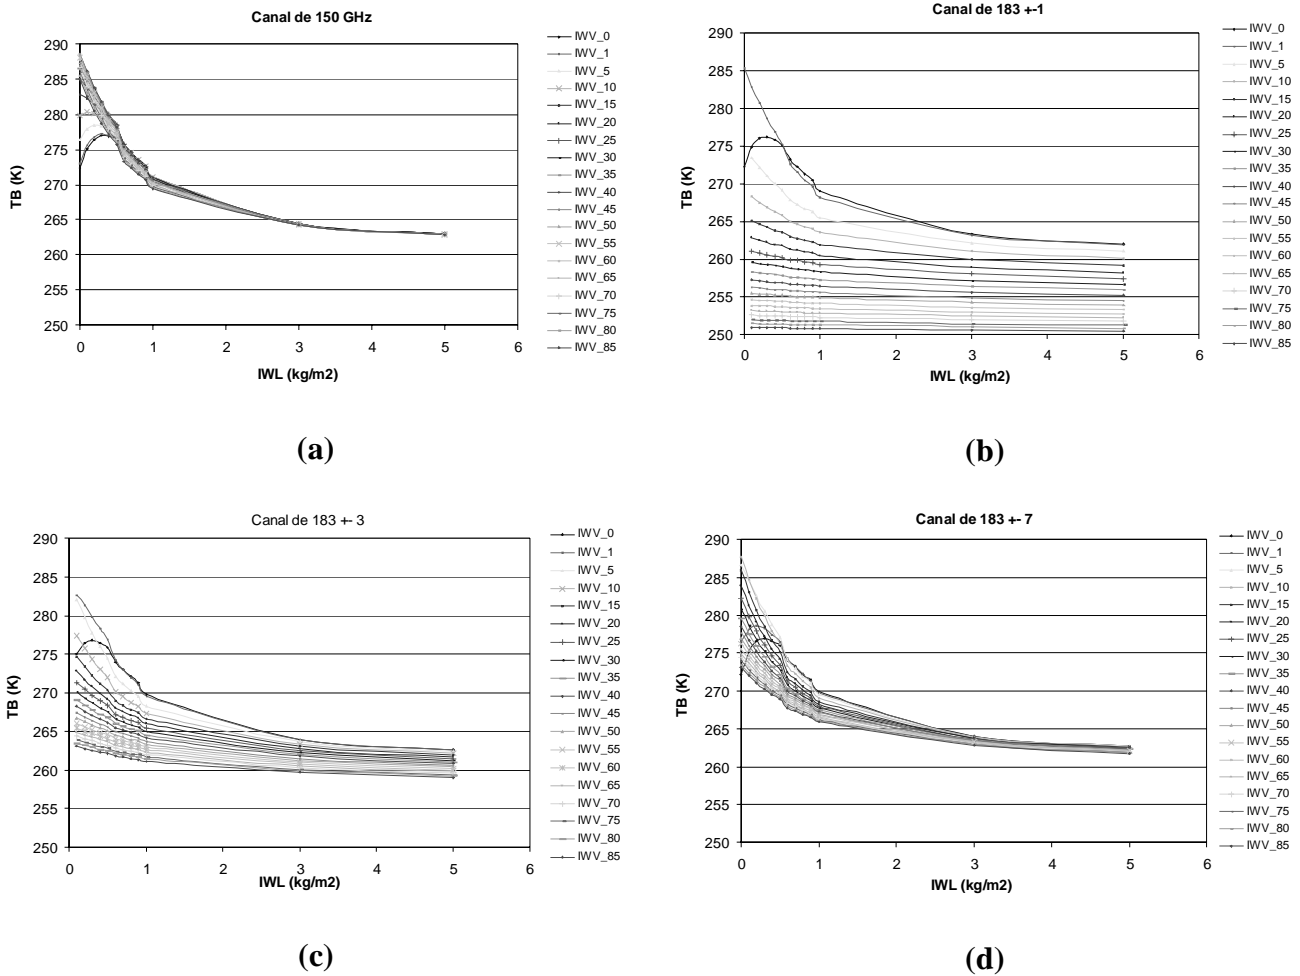 Canal de 150 GHz
TB (K)
290
285
280
275
270
265
260
255
250
0 1 2 3 4 5 6
IWL (kg/m2)
IWV_0
IWV_1
IWV_5
IWV_10
IWV_15
IWV_20
IWV_25
IWV_30
IWV_35
IWV_40
IWV_45
IWV_50
IWV_55
IWV_60
IWV_65
IWV_70
IWV_75
IWV_80
IWV_85
(a)
Canal de 183 +-1
TB (K)
290
285
280
275
270
265
260
255
250
0 1 2 3 4 5 6
IWL (kg/m2)
IWV_0
IWV_1
IWV_5
IWV_10
IWV_15
IWV_20
IWV_25
IWV_30
IWV_35
IWV_40
IWV_45
IWV_50
IWV_55
IWV_60
IWV_65
IWV_70
IWV_75
IWV_80
IWV_85
(b)
Canal de 183 +- 3
TB (K)
290
285
280
275
270
265
260
255
250
0 1 2 3 4 5 6
IWL (kg/m2)
IWV_0
IWV_1
IWV_5
IWV_10
IWV_15
IWV_20
IWV_25
IWV_30
IWV_35
IWV_40
IWV_45
IWV_50
IWV_55
IWV_60
IWV_65
IWV_70
IWV_75
IWV_80
IWV_85
(c)
Canal de 183 +- 7
TB (K)
290
285
280
275
270
265
260
255
250
0 1 2 3 4 5 6
IWL (kg/m2)
IWV_0
IWV_1
IWV_5
IWV_10
IWV_15
IWV_20
IWV_25
IWV_30
IWV_35
IWV_40
IWV_45
IWV_50
IWV_55
IWV_60
IWV_65
IWV_70
IWV_75
IWV_80
IWV_85
(d)